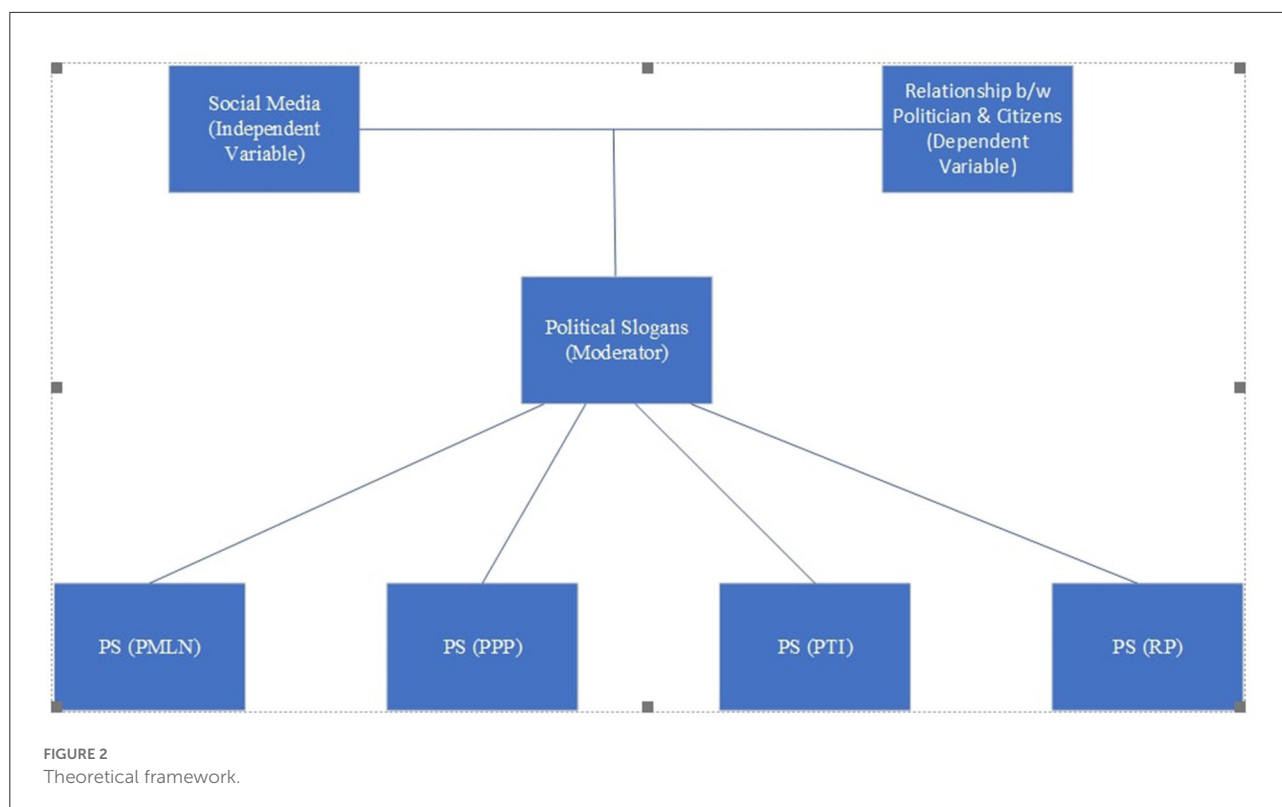 Social Media
(Independent
Variable)
Relationship b/w
Politician & Citizens
(Dependent
Variable)
Political Slogans
(Moderator)
PS (PMLN)
PS (PPP)
PS (PTI)
PS (RP)
FIGURE 2
Theoretical framework.